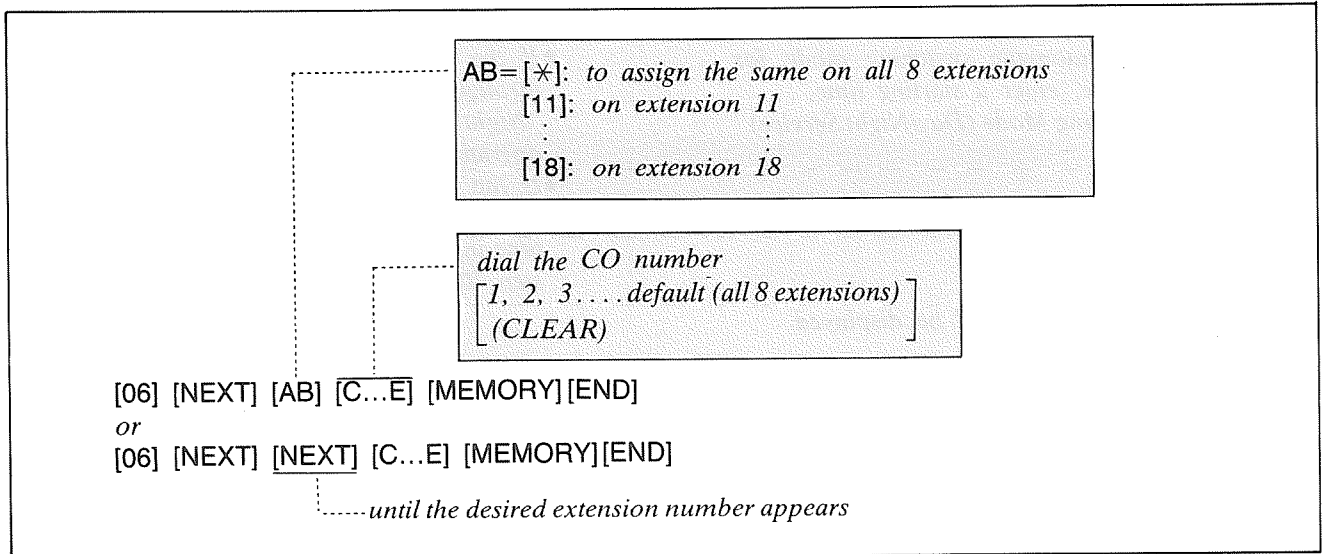 AB=[✳]: to assign the same on all 8 extensions
[11]: on extension 11
[18]: on extension 18
dial the CO number
1, 2, 3....default (all 8 extensions)
(CLEAR)
[06] [NEXT] [AB] [C...E] [MEMORY] [END]
or
[06] [NEXT] [NEXT] [C...E] [MEMORY] [END]
until the desired extension number appears